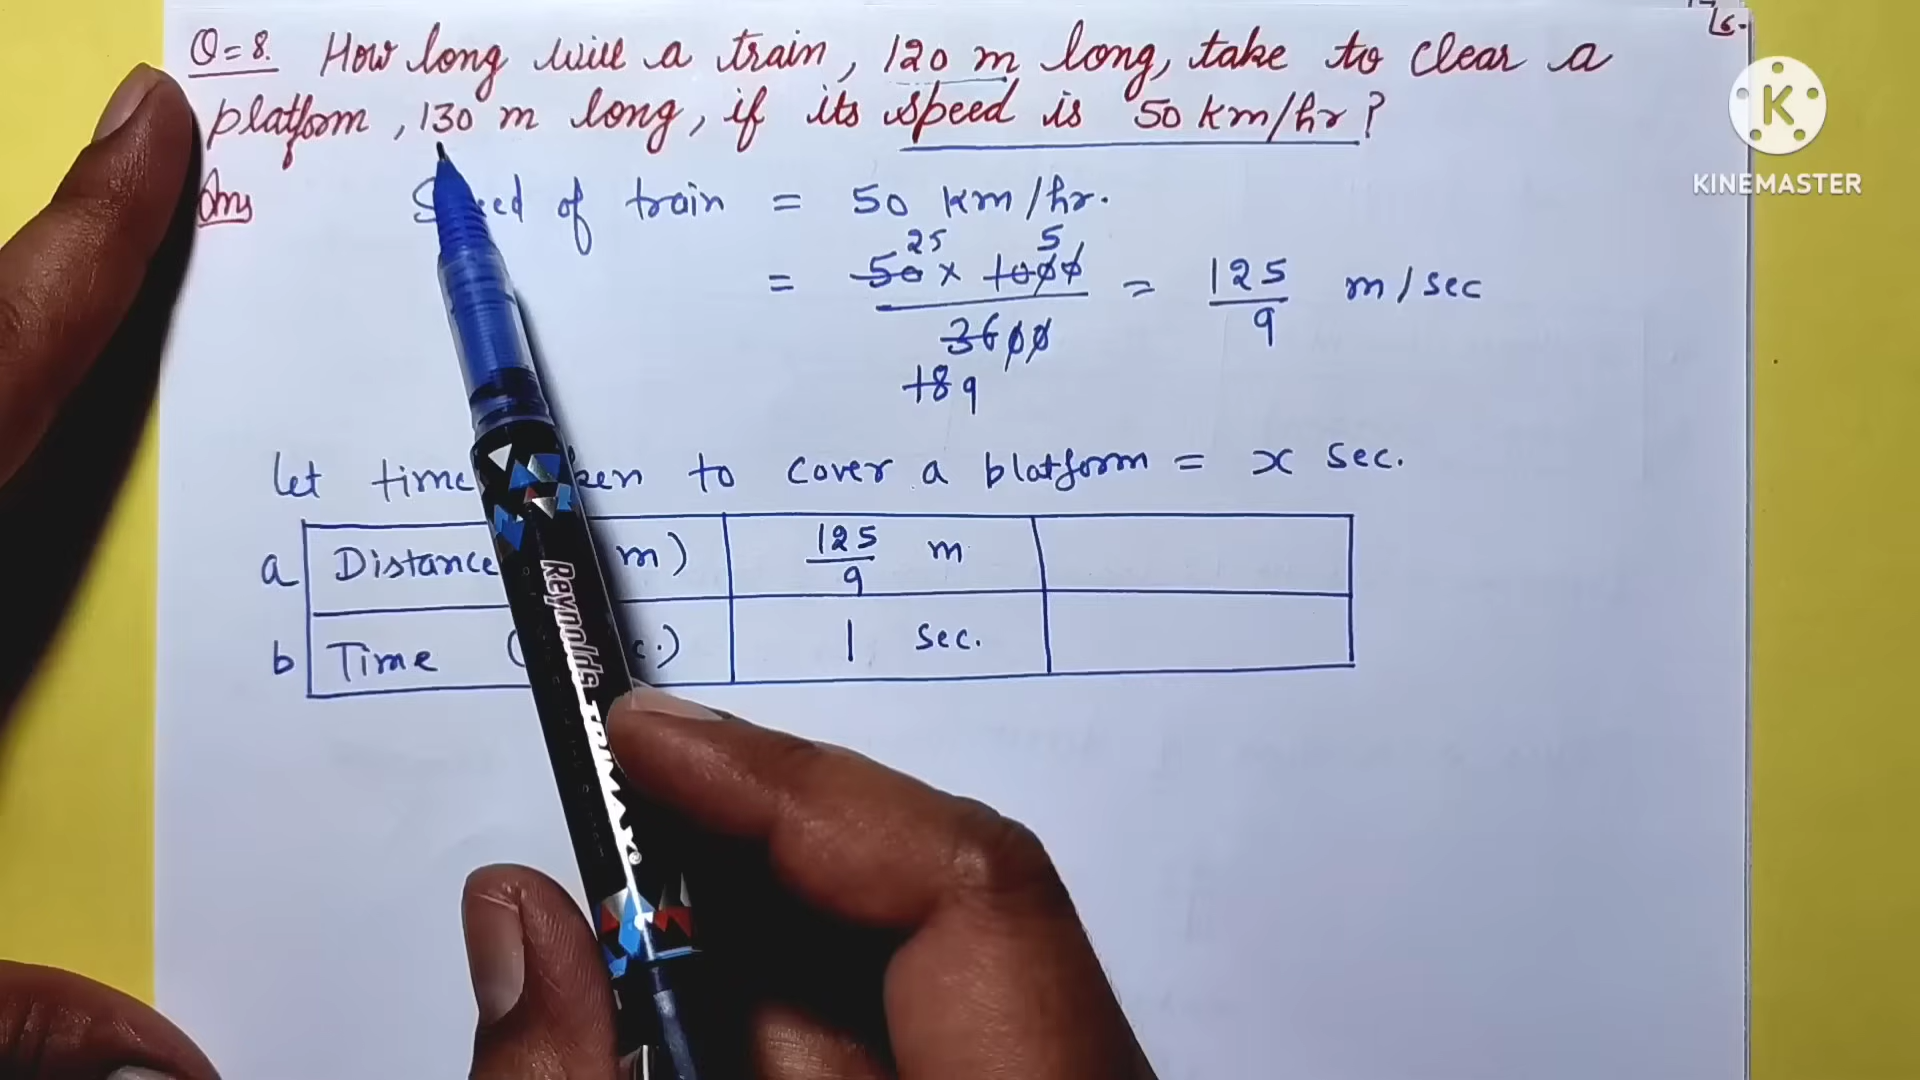 Q=8. How long will a train, 120 m long, take to clear a
platform, 130 m long, if its speed is 50 km/hr?
Ans
Speed of train = 50 km/hr.
25 5
= 50 x 1000 = 125 m/sec
3600 9
18 9
Let time to cover a platform = x sec.
a Distance m) 125 m
9
b Time ( c.) 1 sec.
KINEMASTER
Reynolds TRIMAX